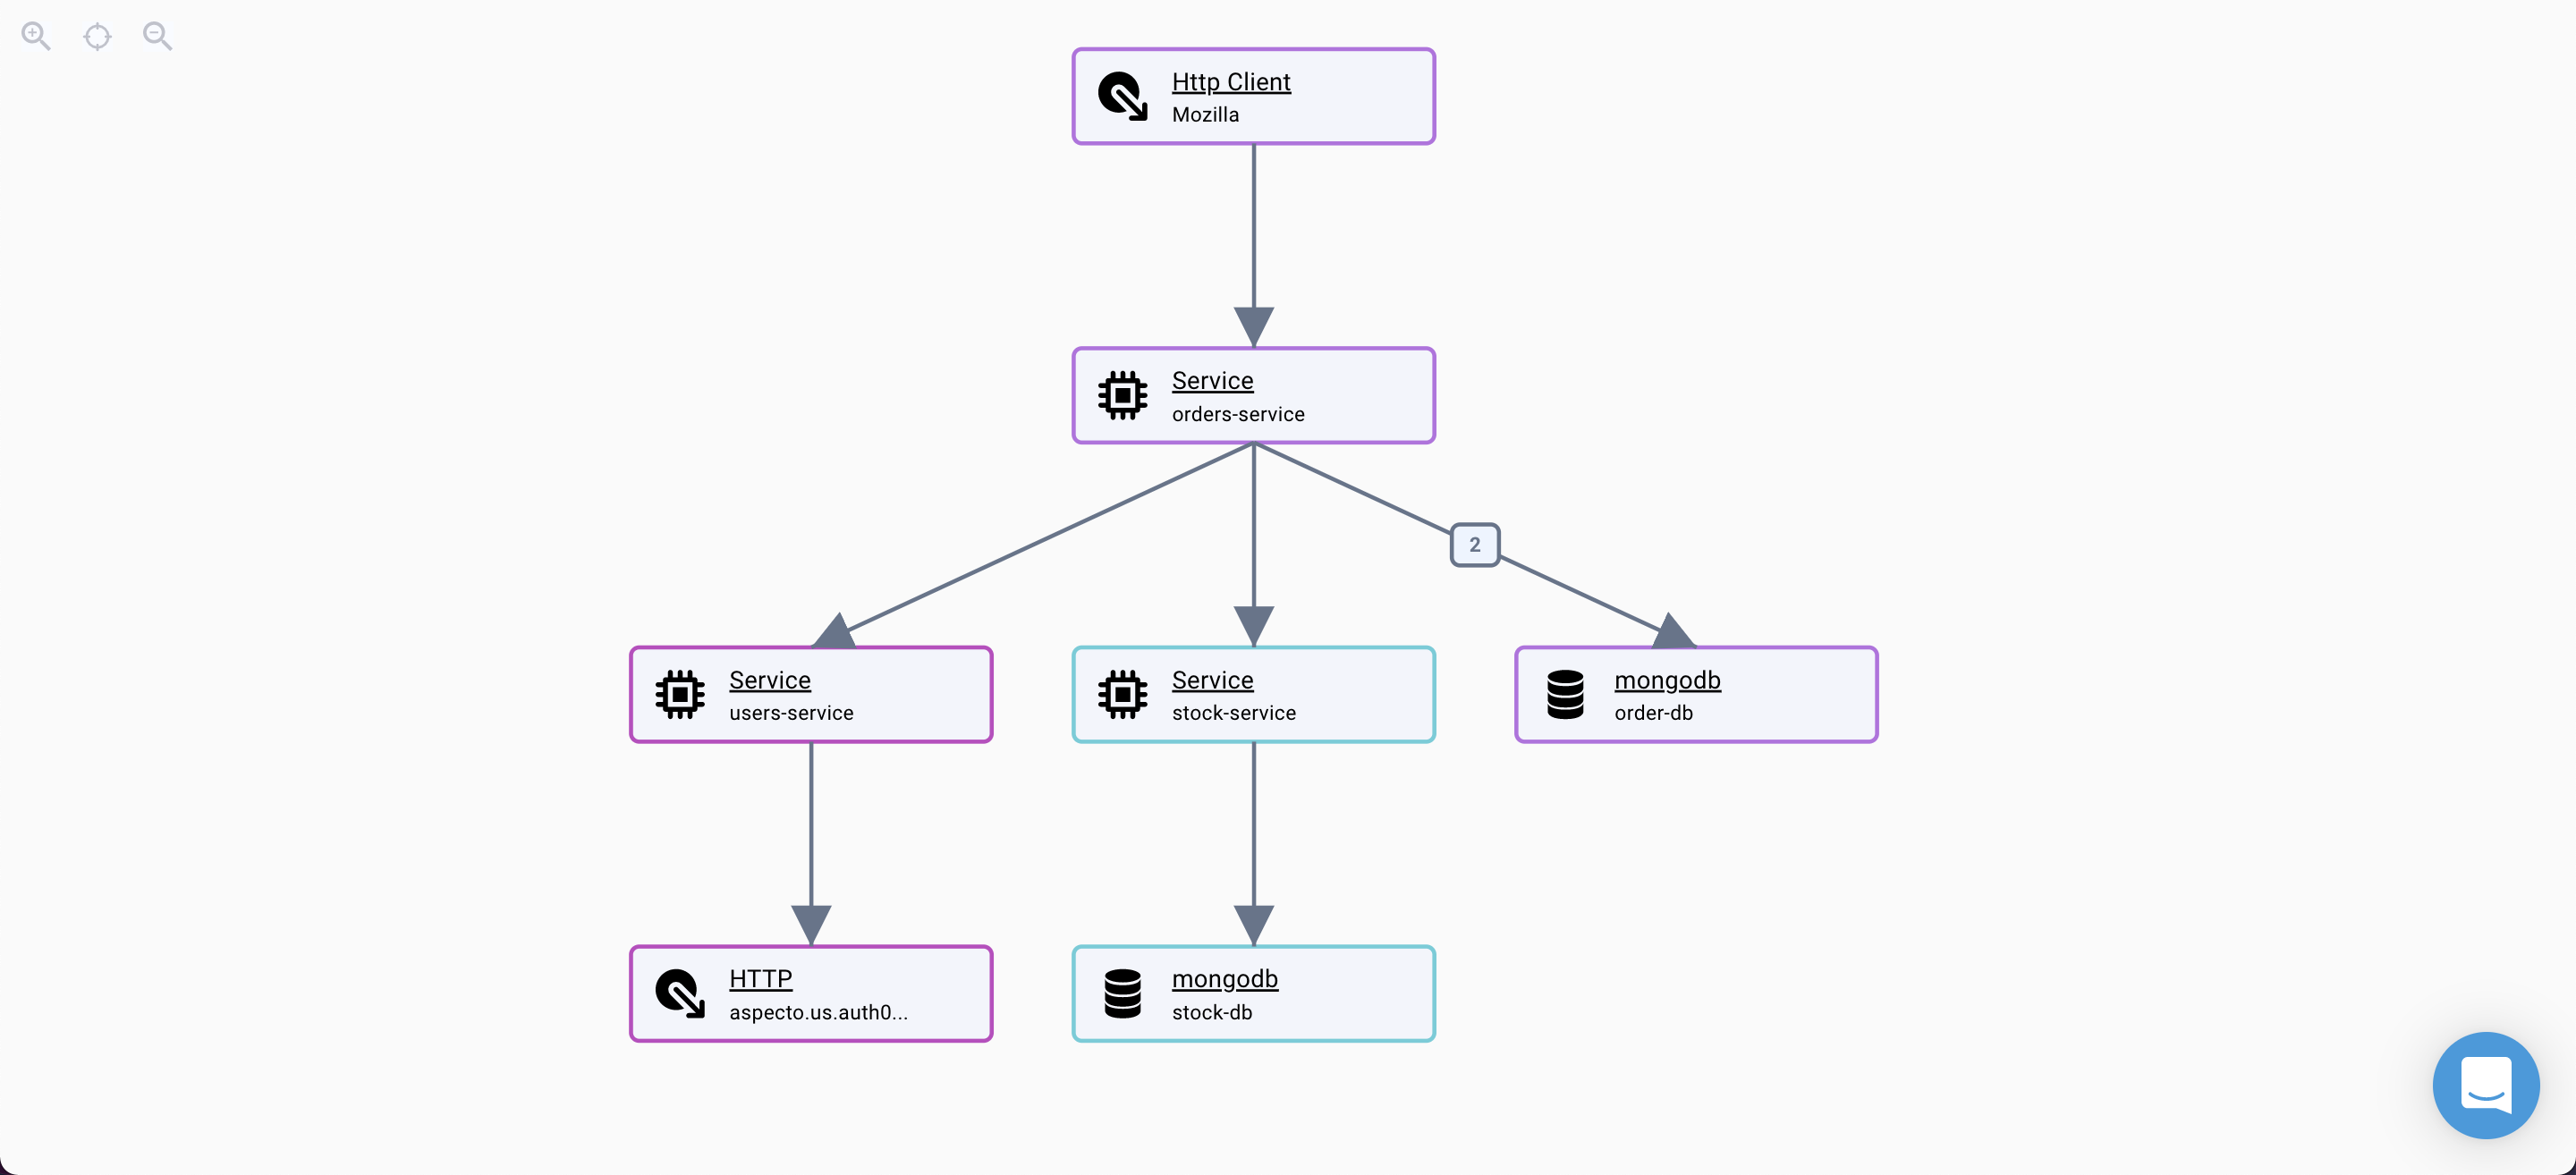 Http Client
Mozilla
Service
orders-service
2
Service
users-service
Service
stock-service
mongodb
order-db
HTTP
aspecto.us.auth0...
mongodb
stock-db